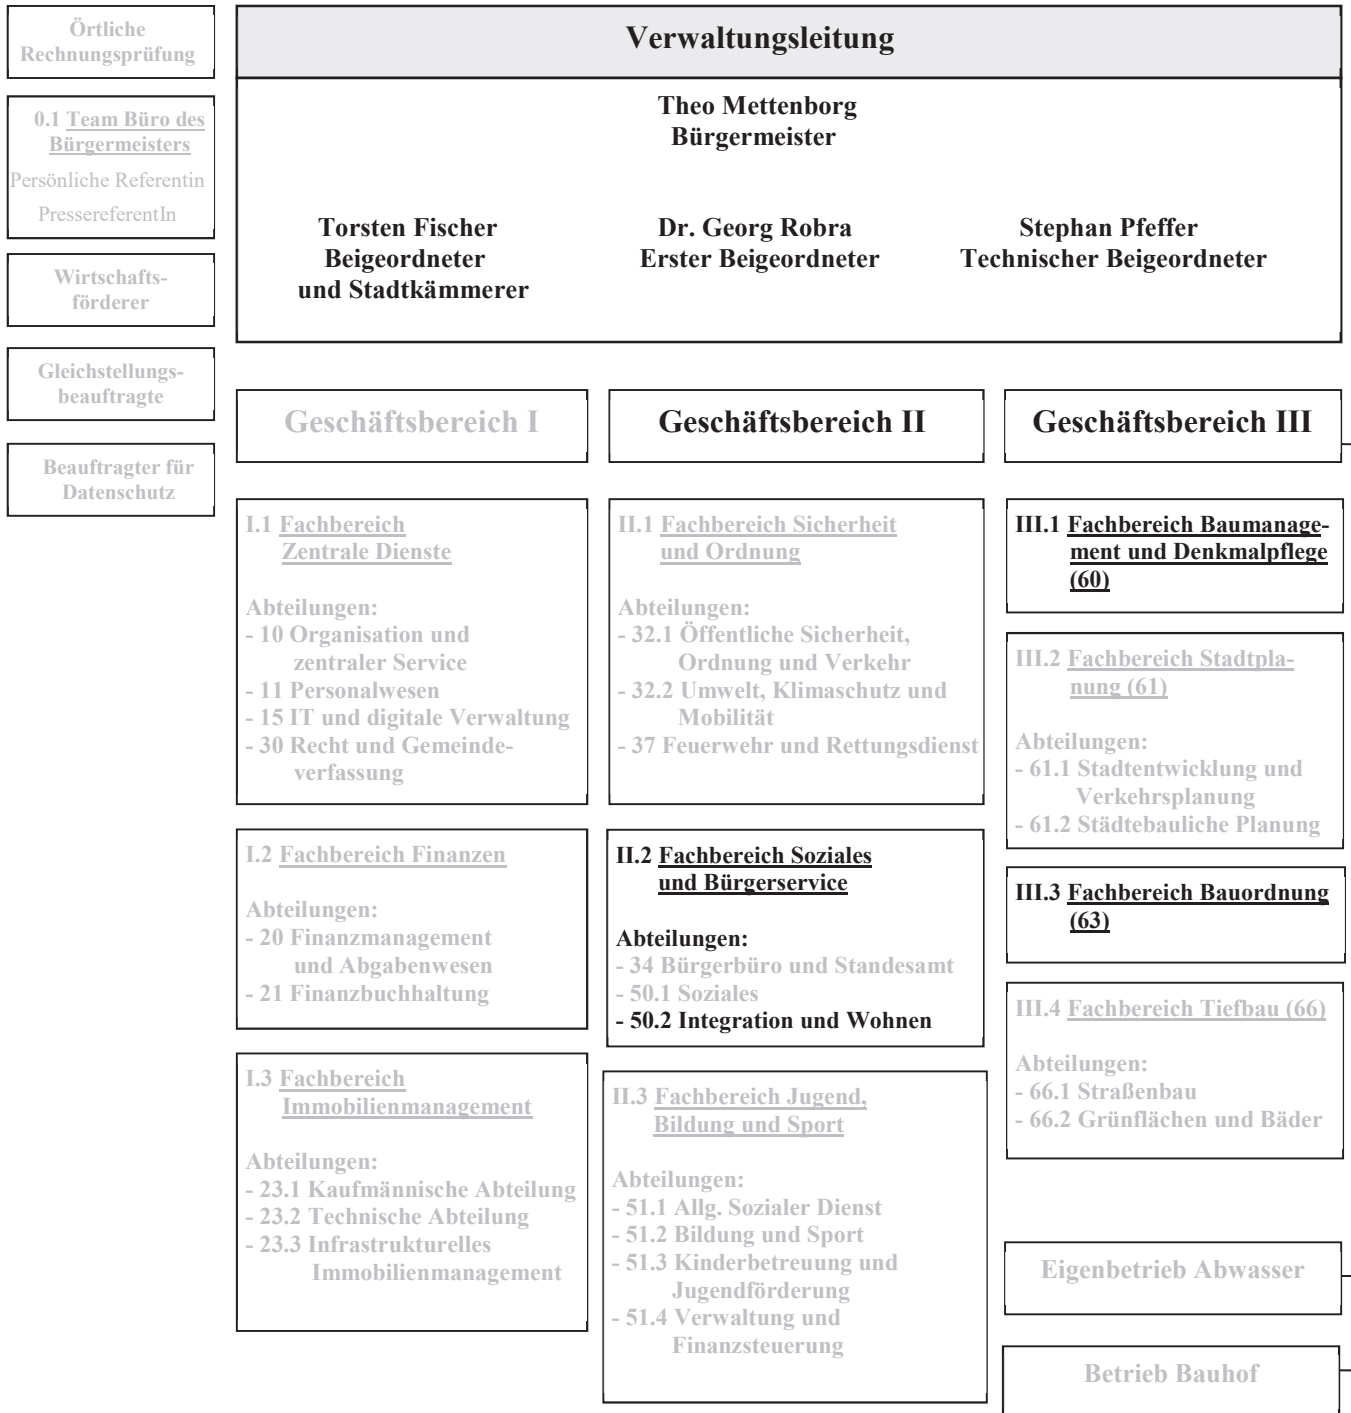 Örtliche
Rechnungsprüfung
0.1 Team Büro des
Bürgermeisters
Persönliche Referentin
PressereferentIn
Wirtschafts-
förderer
Gleichstellungs-
beauftragte
Beauftragter für
Datenschutz
Verwaltungsleitung
Theo Mettenborg
Bürgermeister
Torsten Fischer
Beigeordneter
und Stadtkämmerer
Dr. Georg Robra
Erster Beigeordneter
Stephan Pfeffer
Technischer Beigeordneter
Geschäftsbereich I
I.1 Fachbereich
Zentrale Dienste
Abteilungen:
- 10 Organisation und
zentraler Service
- 11 Personalwesen
- 15 IT und digitale Verwaltung
- 30 Recht und Gemeinde-
verfassung
I.2 Fachbereich Finanzen
Abteilungen:
- 20 Finanzmanagement
und Abgabenwesen
- 21 Finanzbuchhaltung
I.3 Fachbereich
Immobilienmanagement
Abteilungen:
- 23.1 Kaufmännische Abteilung
- 23.2 Technische Abteilung
- 23.3 Infrastrukturelles
Immobilienmanagement
Geschäftsbereich II
II.1 Fachbereich Sicherheit
und Ordnung
Abteilungen:
- 32.1 Öffentliche Sicherheit,
Ordnung und Verkehr
- 32.2 Umwelt, Klimaschutz und
Mobilität
- 37 Feuerwehr und Rettungsdienst
II.2 Fachbereich Soziales
und Bürgerservice
Abteilungen:
- 34 Bürgerbüro und Standesamt
- 50.1 Soziales
- 50.2 Integration und Wohnen
II.3 Fachbereich Jugend,
Bildung und Sport
Abteilungen:
- 51.1 Allg. Sozialer Dienst
- 51.2 Bildung und Sport
- 51.3 Kinderbetreuung und
Jugendförderung
- 51.4 Verwaltung und
Finanzsteuerung
Geschäftsbereich III
III.1 Fachbereich Baumanage-
ment und Denkmalpflege
(60)
III.2 Fachbereich Stadtpla-
nung (61)
Abteilungen:
- 61.1 Stadtentwicklung und
Verkehrsplanung
- 61.2 Städtebauliche Planung
III.3 Fachbereich Bauordnung
(63)
III.4 Fachbereich Tiefbau (66)
Abteilungen:
- 66.1 Straßenbau
- 66.2 Grünflächen und Bäder
Eigenbetrieb Abwasser
Betrieb Bauhof